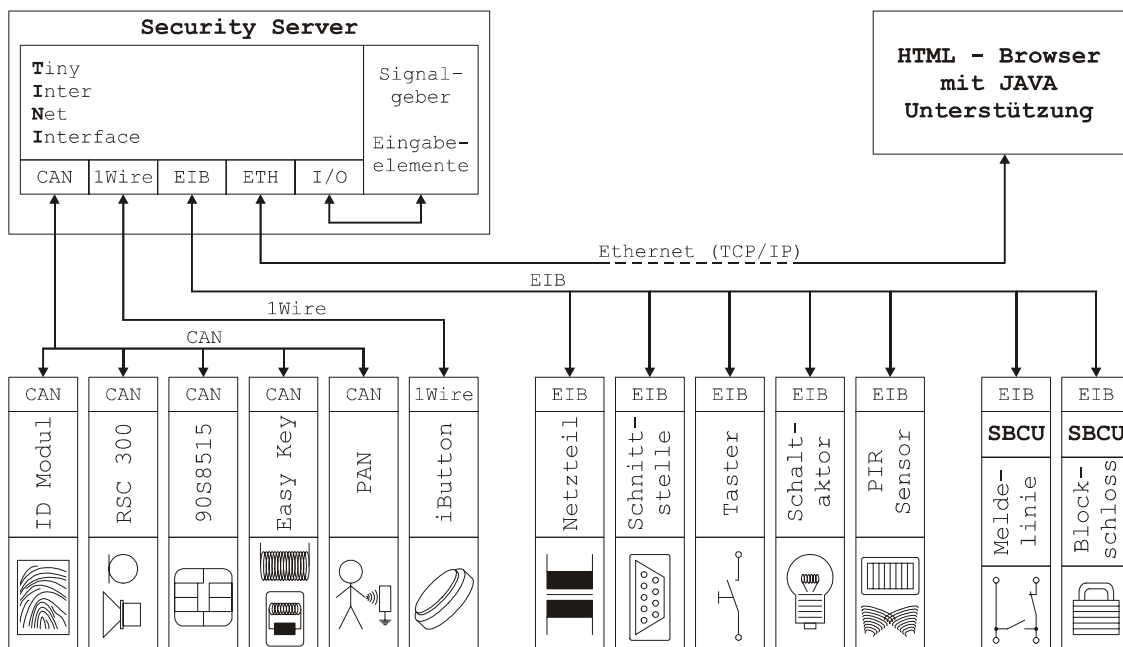 Security Server
Tiny
Inter
Net
Interface
Signal-
geber
Eingabe-
elemente
CAN
1Wire
EIB
ETH
I/O
HTML - Browser
mit JAVA
Unterstützung
Ethernet (TCP/IP)
EIB
1Wire
CAN
CAN
ID Modul
CAN
RSC 300
CAN
90S8515
CAN
Easy Key
CAN
PAN
1Wire
iButton
EIB
Netzteil
EIB
Schnitt-
stelle
EIB
Taster
EIB
Schalt-
aktor
EIB
PIR
Sensor
EIB
SBCU
Melde-
linie
EIB
SBCU
Block-
schloss